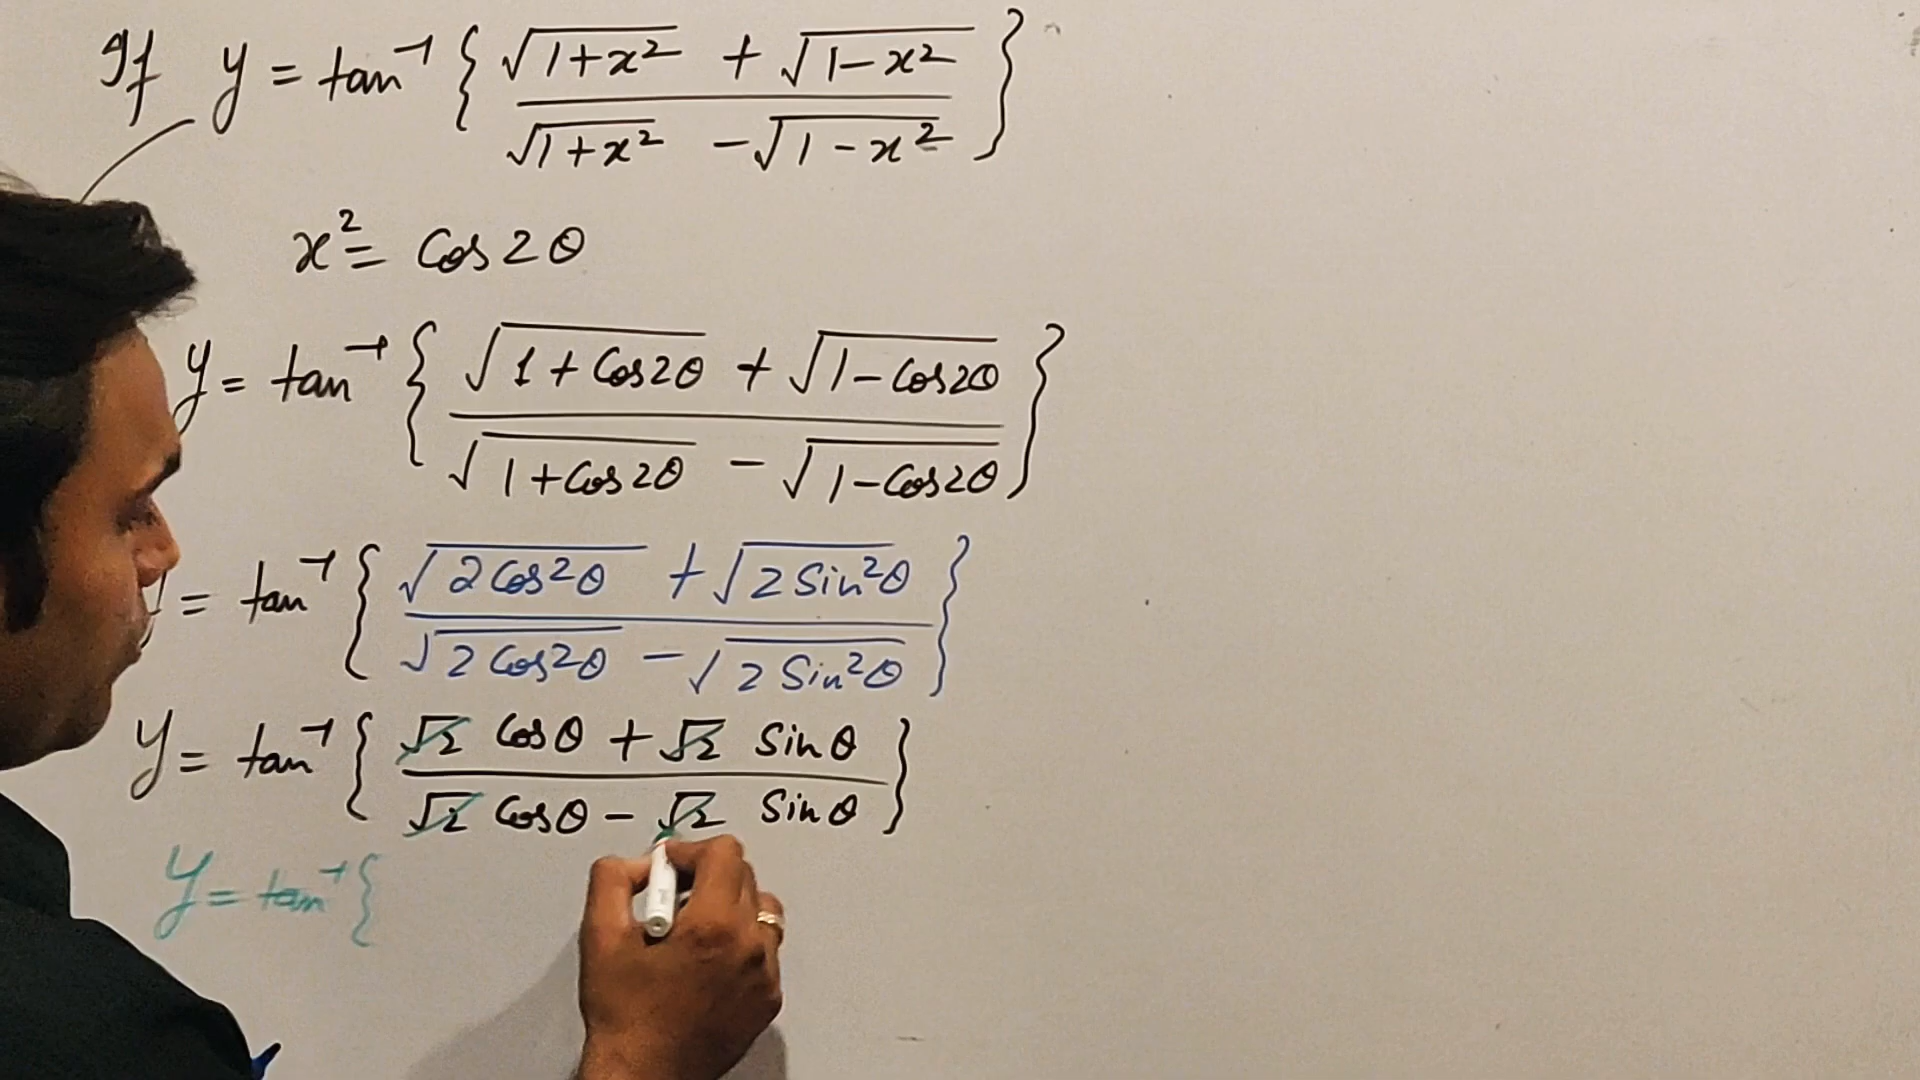 If y = tan⁻¹ { (√(1+x²) + √(1-x²)) / (√(1+x²) - √(1-x²)) }
x² = Cos 2θ
y = tan⁻¹ { (√(1+Cos2θ) + √(1-Cos2θ)) / (√(1+Cos2θ) - √(1-Cos2θ)) }
= tan⁻¹ { (√(2Cos²θ) + √(2Sin²θ)) / (√(2Cos²θ) - √(2Sin²θ)) }
y = tan⁻¹ { (√2 Cosθ + √2 Sinθ) / (√2 Cosθ - √2 Sinθ) }
y = tan⁻¹ {